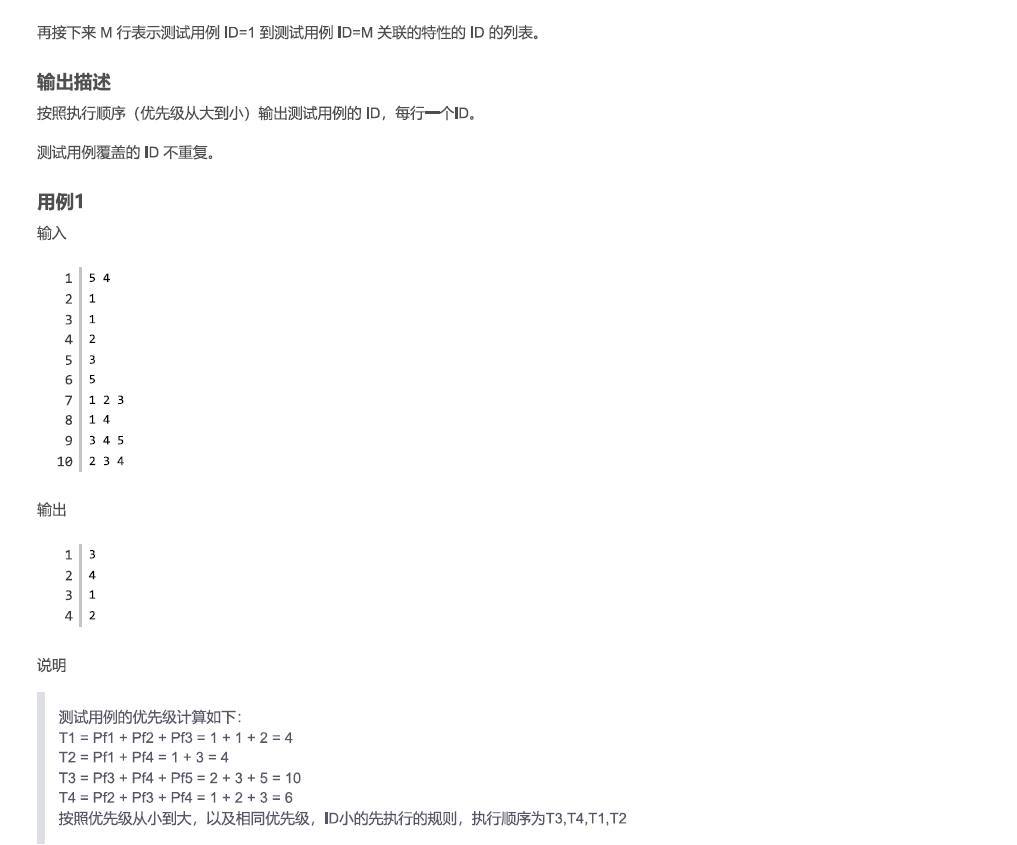 再接下来 M 行表示测试用例 ID=1 到测试用例 ID=M 关联的特性的 ID 的列表。
输出描述
按照执行顺序（优先级从大到小）输出测试用例的 ID，每行一个ID。
测试用例覆盖的 ID 不重复。
用例1
输入
1 5 4
2 1
3 1
4 2
5 3
6 5
7 1 2 3
8 1 4
9 3 4 5
10 2 3 4
输出
1 3
2 4
3 1
4 2
说明
测试用例的优先级计算如下：
T1 = Pf1 + Pf2 + Pf3 = 1 + 1 + 2 = 4
T2 = Pf1 + Pf4 = 1 + 3 = 4
T3 = Pf3 + Pf4 + Pf5 = 2 + 3 + 5 = 10
T4 = Pf2 + Pf3 + Pf4 = 1 + 2 + 3 = 6
按照优先级从小到大，以及相同优先级，ID小的先执行的规则，执行顺序为T3,T4,T1,T2